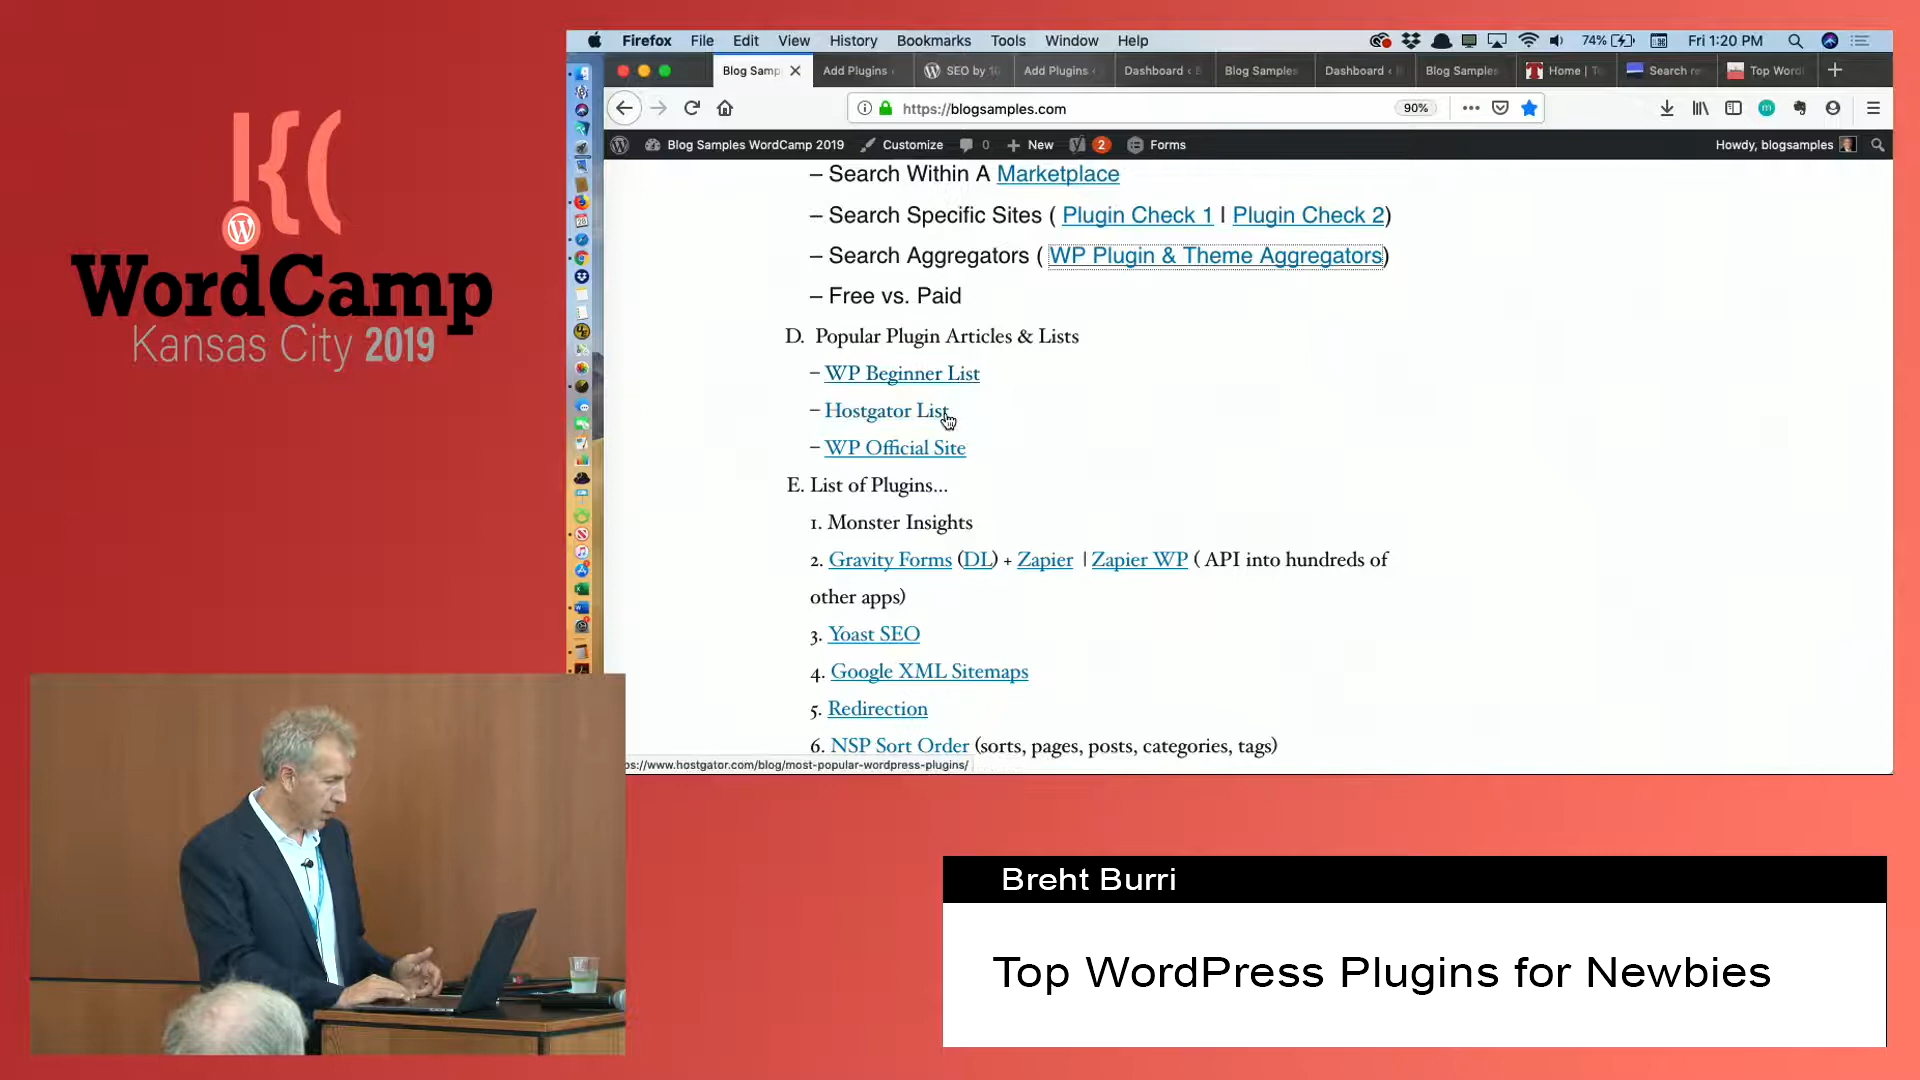 WordCamp
Kansas City 2019
Firefox File Edit View History Bookmarks Tools Window Help
74% Fri 1:20 PM
Blog Samp Add Plugins SEO by 10 Add Plugins Dashboard Blog Samples Dashboard Blog Samples Home | Search re Top Word
https://blogsamples.com 90%
Blog Samples WordCamp 2019 Customize 0 + New 2 Forms Howdy, blogsamples
– Search Within A Marketplace
– Search Specific Sites ( Plugin Check 1 | Plugin Check 2)
– Search Aggregators ( WP Plugin & Theme Aggregators)
– Free vs. Paid
D. Popular Plugin Articles & Lists
– WP Beginner List
– Hostgator List
– WP Official Site
E. List of Plugins...
1. Monster Insights
2. Gravity Forms (DL) + Zapier | Zapier WP ( API into hundreds of
other apps)
3. Yoast SEO
4. Google XML Sitemaps
5. Redirection
6. NSP Sort Order (sorts, pages, posts, categories, tags)
ps://www.hostgator.com/blog/most-popular-wordpress-plugins/
Breht Burri
Top WordPress Plugins for Newbies